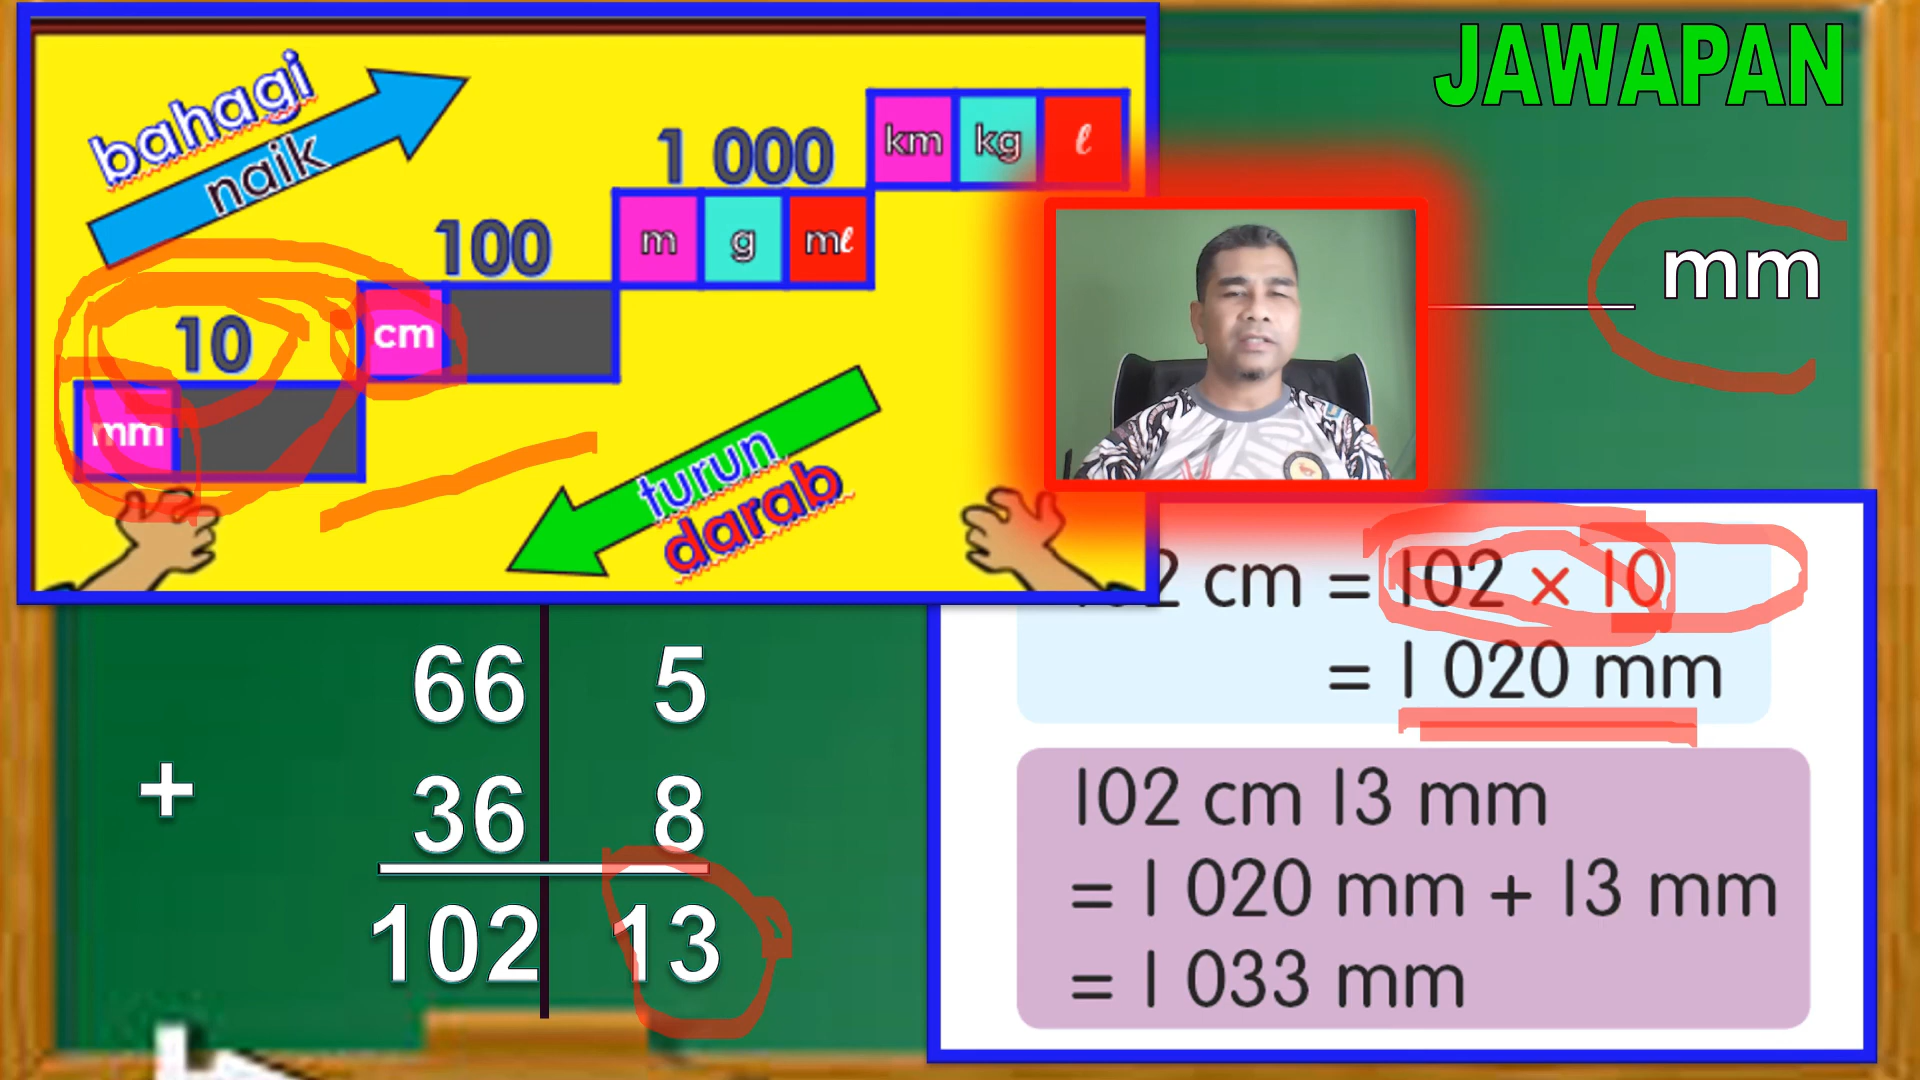 JAWAPAN
bahagi
naik
10
100
1 000
mm
cm
m g mℓ
km kg ℓ
turun
darab
mm
2 cm = 102 × 10
= 1 020 mm
66 5
+ 36 8
102 13
102 cm 13 mm
= 1 020 mm + 13 mm
= 1 033 mm